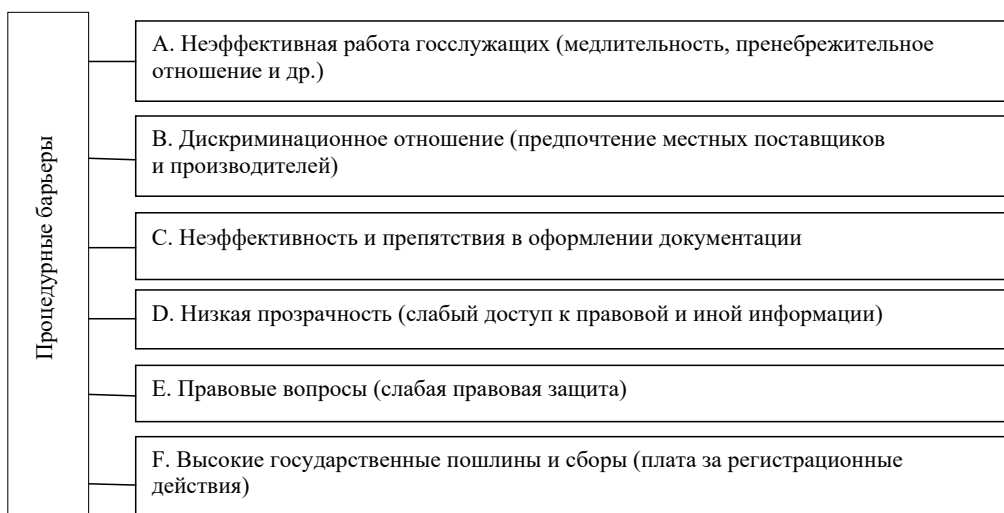 Процедурные барьеры
A. Неэффективная работа госслужащих (медлительность, пренебрежительное
отношение и др.)
B. Дискриминационное отношение (предпочтение местных поставщиков
и производителей)
C. Неэффективность и препятствия в оформлении документации
D. Низкая прозрачность (слабый доступ к правовой и иной информации)
E. Правовые вопросы (слабая правовая защита)
F. Высокие государственные пошлины и сборы (плата за регистрационные
действия)